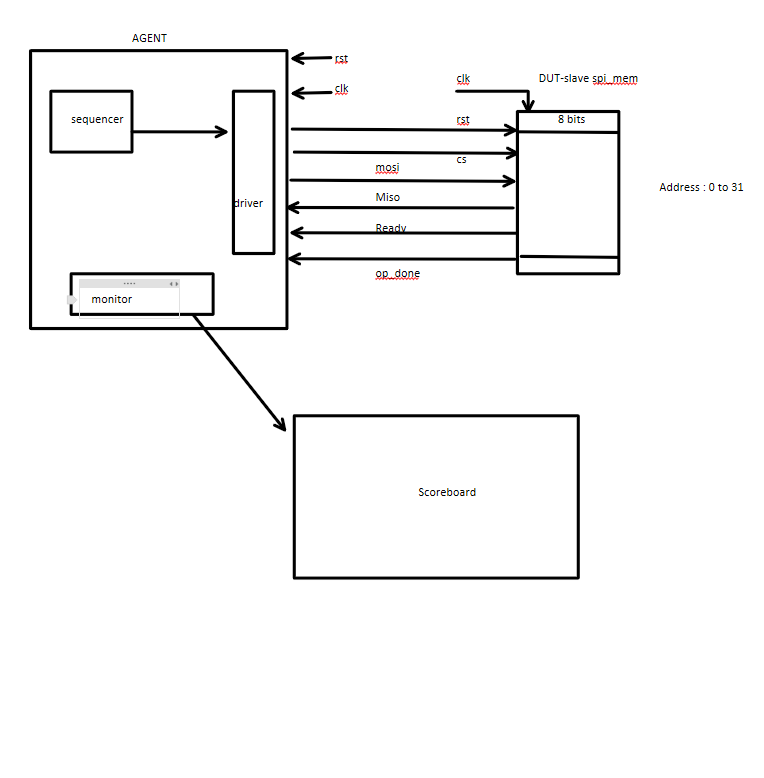 AGENT
rst
clk
clk
DUT-slave spi_mem
sequencer
rst
8 bits
cs
mosi
Address : 0 to 31
Miso
driver
Ready
op_done
monitor
Scoreboard